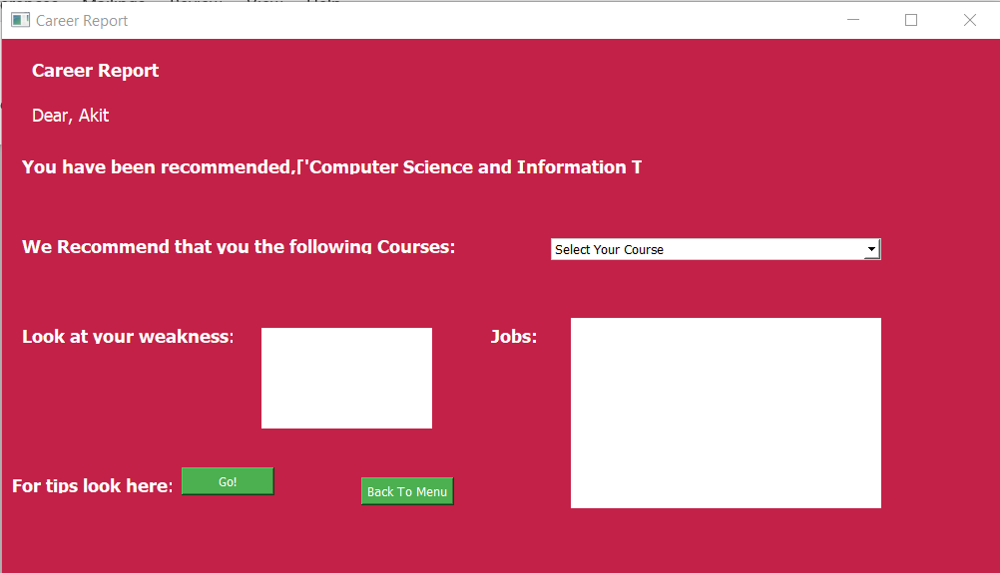 Career Report
Career Report
Dear, Akit
You have been recommended,['Computer Science and Information T
We Recommend that you the following Courses:
Select Your Course
Look at your weakness:
Jobs:
For tips look here:
Go!
Back To Menu